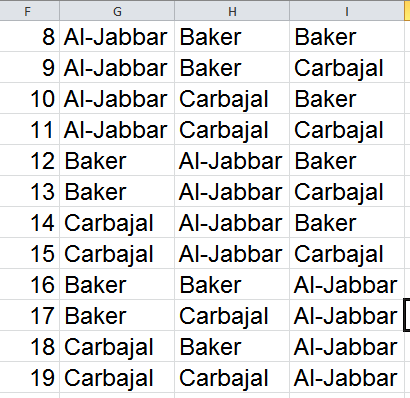 F G H I
8 Al-Jabbar Baker Baker
9 Al-Jabbar Baker Carbajal
10 Al-Jabbar Carbajal Baker
11 Al-Jabbar Carbajal Carbajal
12 Baker Al-Jabbar Baker
13 Baker Al-Jabbar Carbajal
14 Carbajal Al-Jabbar Baker
15 Carbajal Al-Jabbar Carbajal
16 Baker Baker Al-Jabbar
17 Baker Carbajal Al-Jabbar
18 Carbajal Baker Al-Jabbar
19 Carbajal Carbajal Al-Jabbar